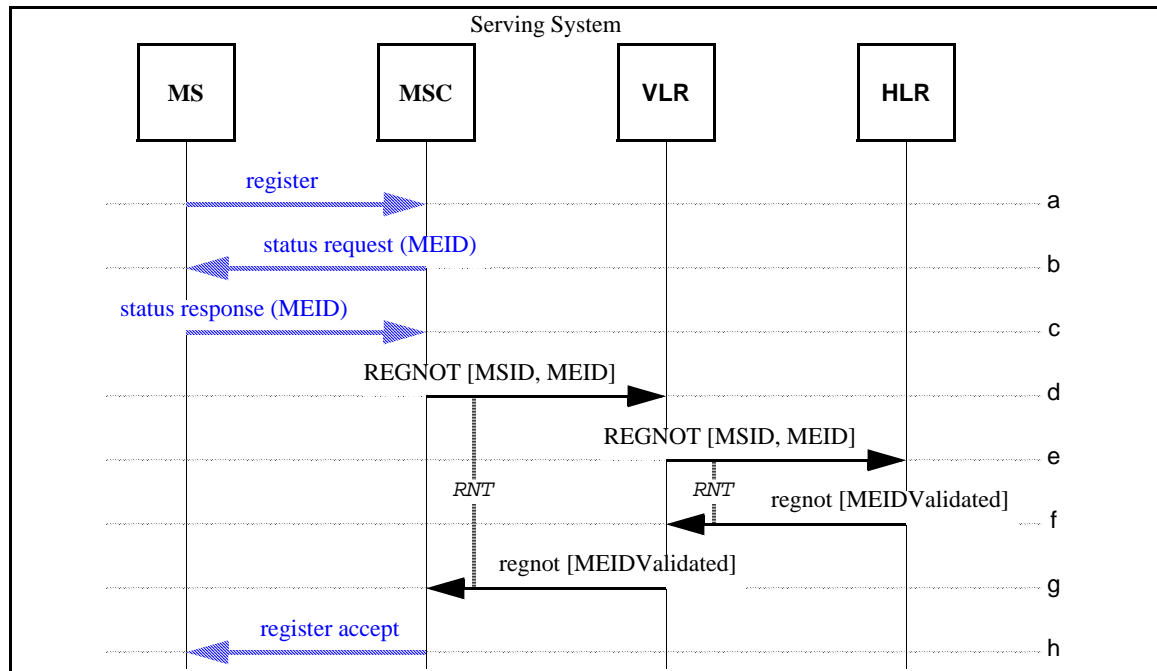 Serving System
MS MSC VLR HLR
register
a
status request (MEID)
b
status response (MEID)
c
REGNOT [MSID, MEID]
d
REGNOT [MSID, MEID]
e
RNT RNT
regnot [MEIDValidated]
f
regnot [MEIDValidated]
g
register accept
h